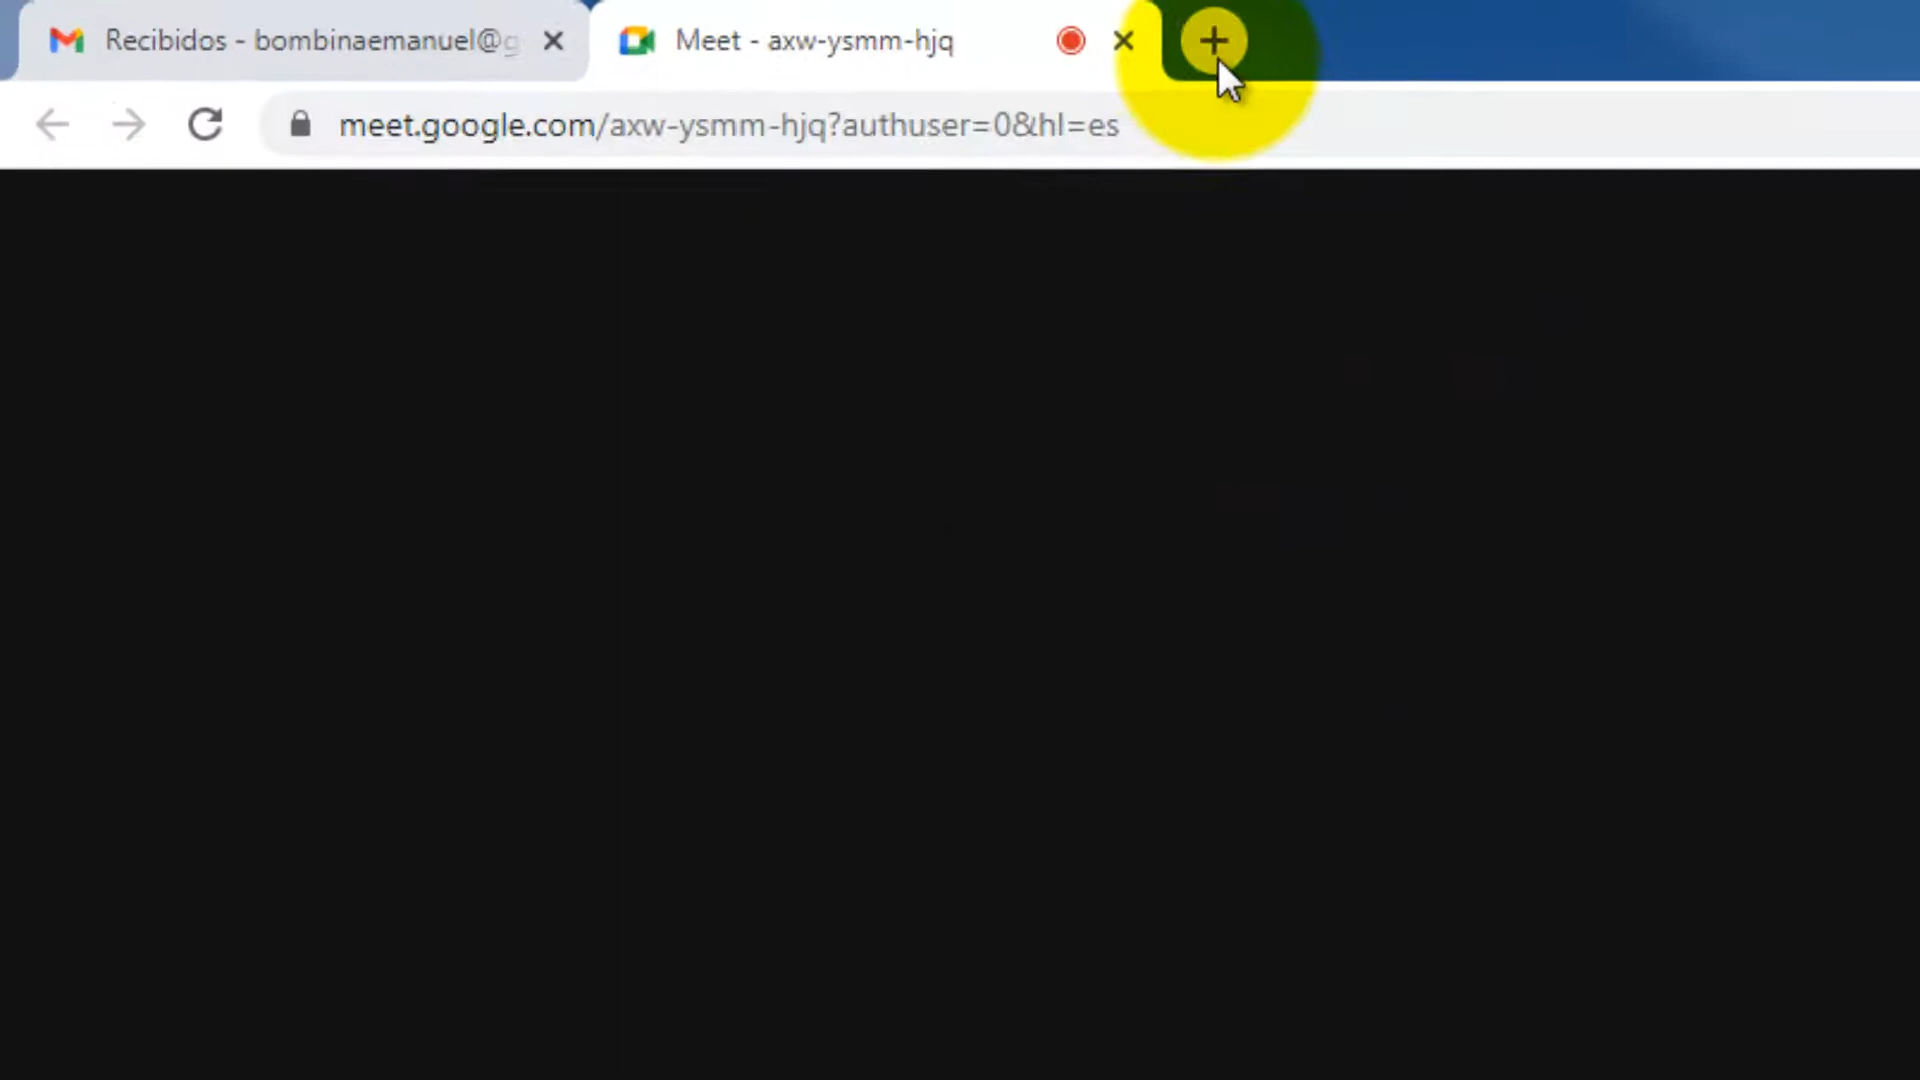 Recibidos - bombinaemanuel@g
Meet - axw-ysmm-hjq
meet.google.com/axw-ysmm-hjq?authuser=0&hl=es